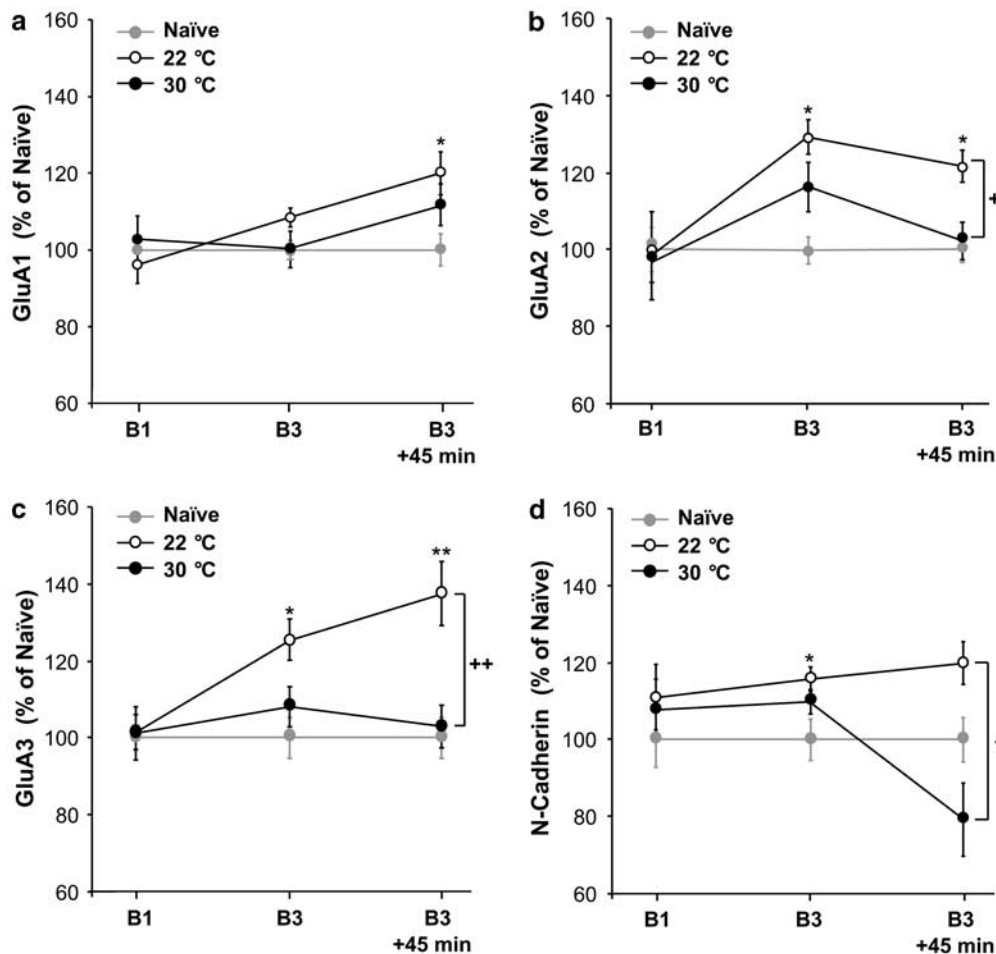 a
GluA1 (% of Naïve)
160
140
120
100
80
60
Naïve
22 °C
30 °C
*
B1
B3
B3
+45 min
b
GluA2 (% of Naïve)
160
140
120
100
80
60
Naïve
22 °C
30 °C
*
*
+
B1
B3
B3
+45 min
c
GluA3 (% of Naïve)
160
140
120
100
80
60
Naïve
22 °C
30 °C
*
**
++
B1
B3
B3
+45 min
d
N-Cadherin (% of Naïve)
160
140
120
100
80
60
Naïve
22 °C
30 °C
*
B1
B3
B3
+45 min